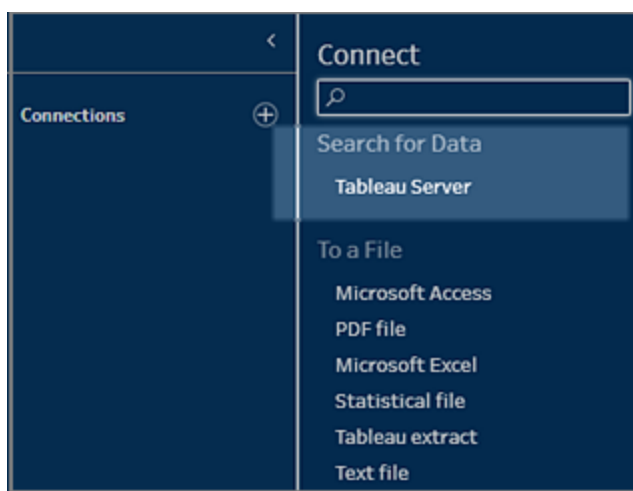 Connect
Connections
Search for Data
Tableau Server
To a File
Microsoft Access
PDF file
Microsoft Excel
Statistical file
Tableau extract
Text file